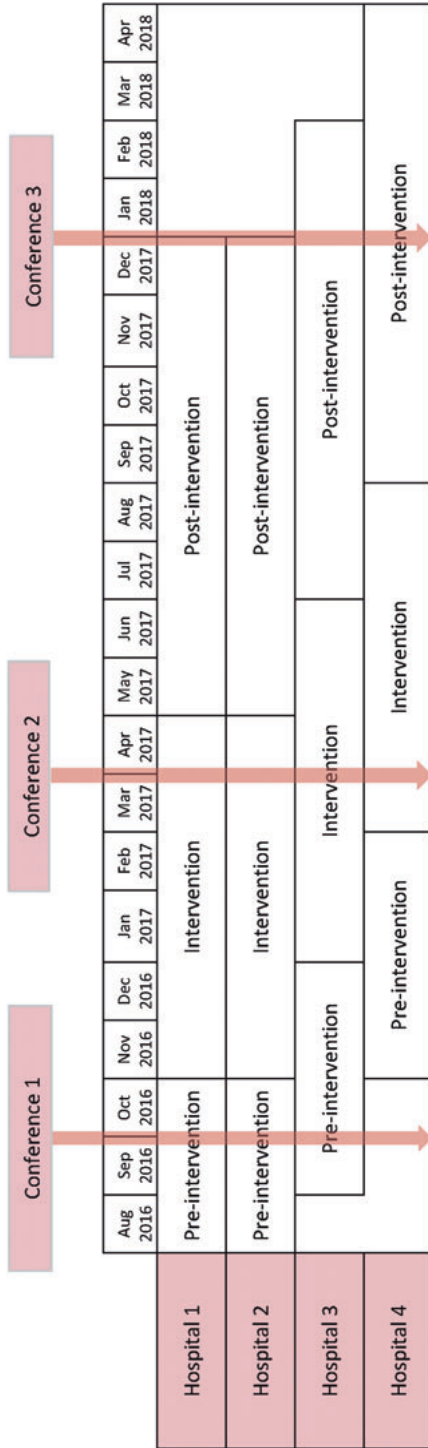 Conference 1
Conference 2
Conference 3
Aug
2016
Sep
2016
Oct
2016
Nov
2016
Dec
2016
Jan
2017
Feb
2017
Mar
2017
Apr
2017
May
2017
Jun
2017
Jul
2017
Aug
2017
Sep
2017
Oct
2017
Nov
2017
Dec
2017
Jan
2018
Feb
2018
Mar
2018
Apr
2018
Hospital 1
Pre-intervention
Intervention
Post-intervention
Hospital 2
Pre-intervention
Intervention
Post-intervention
Hospital 3
Pre-intervention
Intervention
Post-intervention
Hospital 4
Pre-intervention
Intervention
Post-intervention